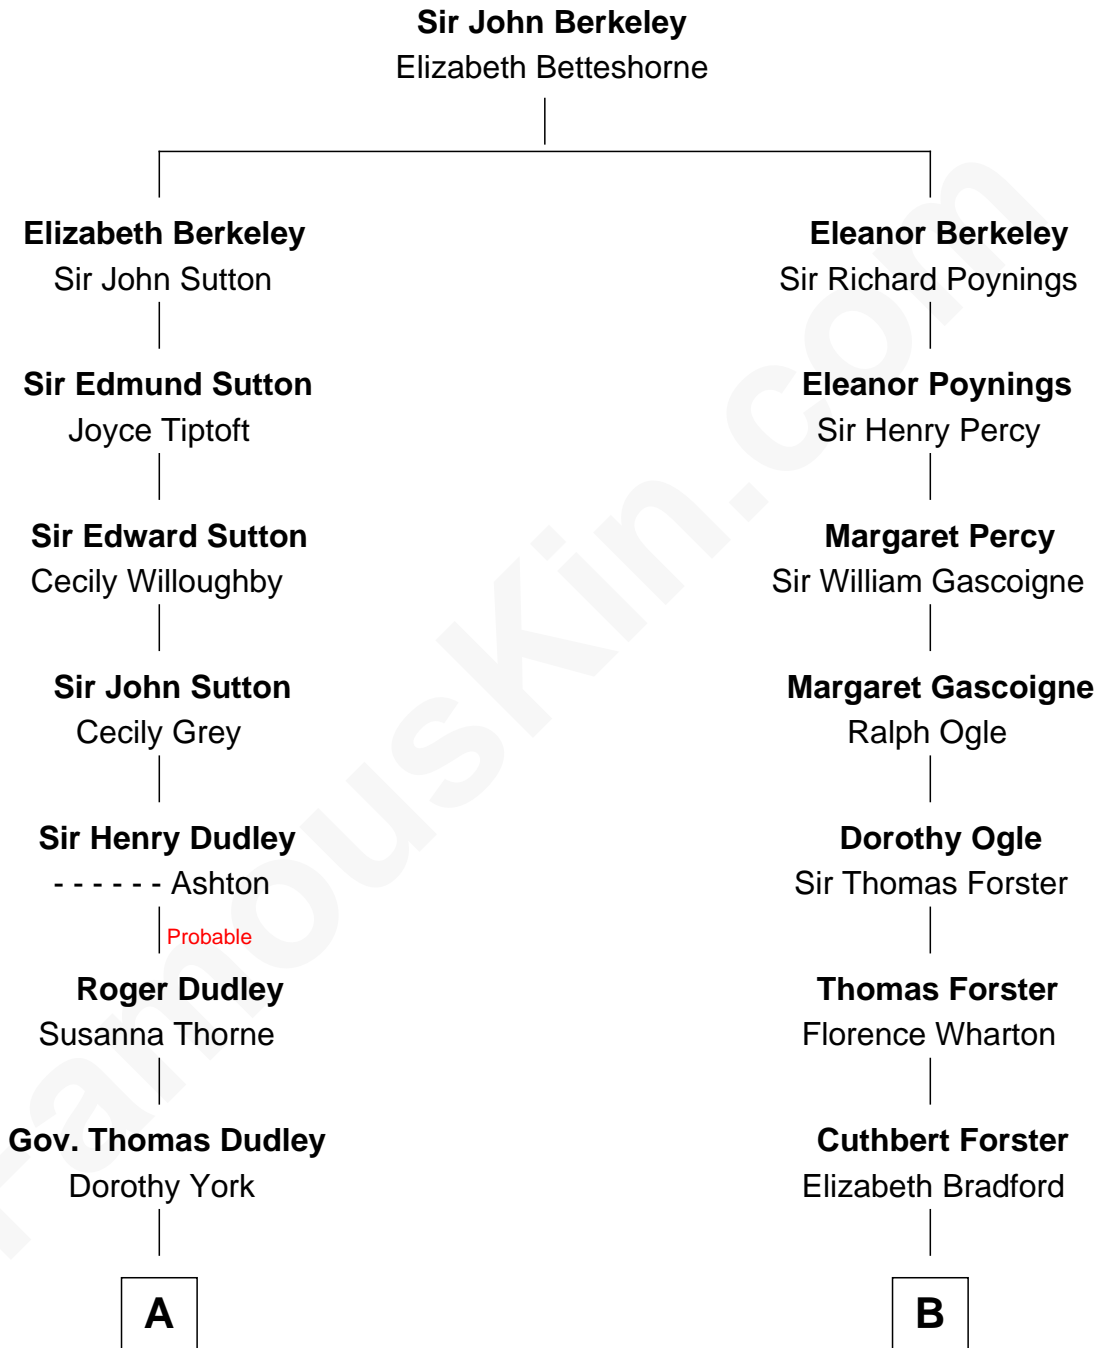 Sir John Berkeley
Elizabeth Betteshorne
Elizabeth Berkeley
Sir John Sutton
Eleanor Berkeley
Sir Richard Poynings
Sir Edmund Sutton
Joyce Tiptoft
Eleanor Poynings
Sir Henry Percy
Sir Edward Sutton
Cecily Willoughby
Margaret Percy
Sir William Gascoigne
Sir John Sutton
Cecily Grey
Margaret Gascoigne
Ralph Ogle
Sir Henry Dudley
- - - - - - Ashton
Probable
Dorothy Ogle
Sir Thomas Forster
Roger Dudley
Susanna Thorne
Thomas Forster
Florence Wharton
Gov. Thomas Dudley
Dorothy York
Cuthbert Forster
Elizabeth Bradford
A
B
FamousKin.com